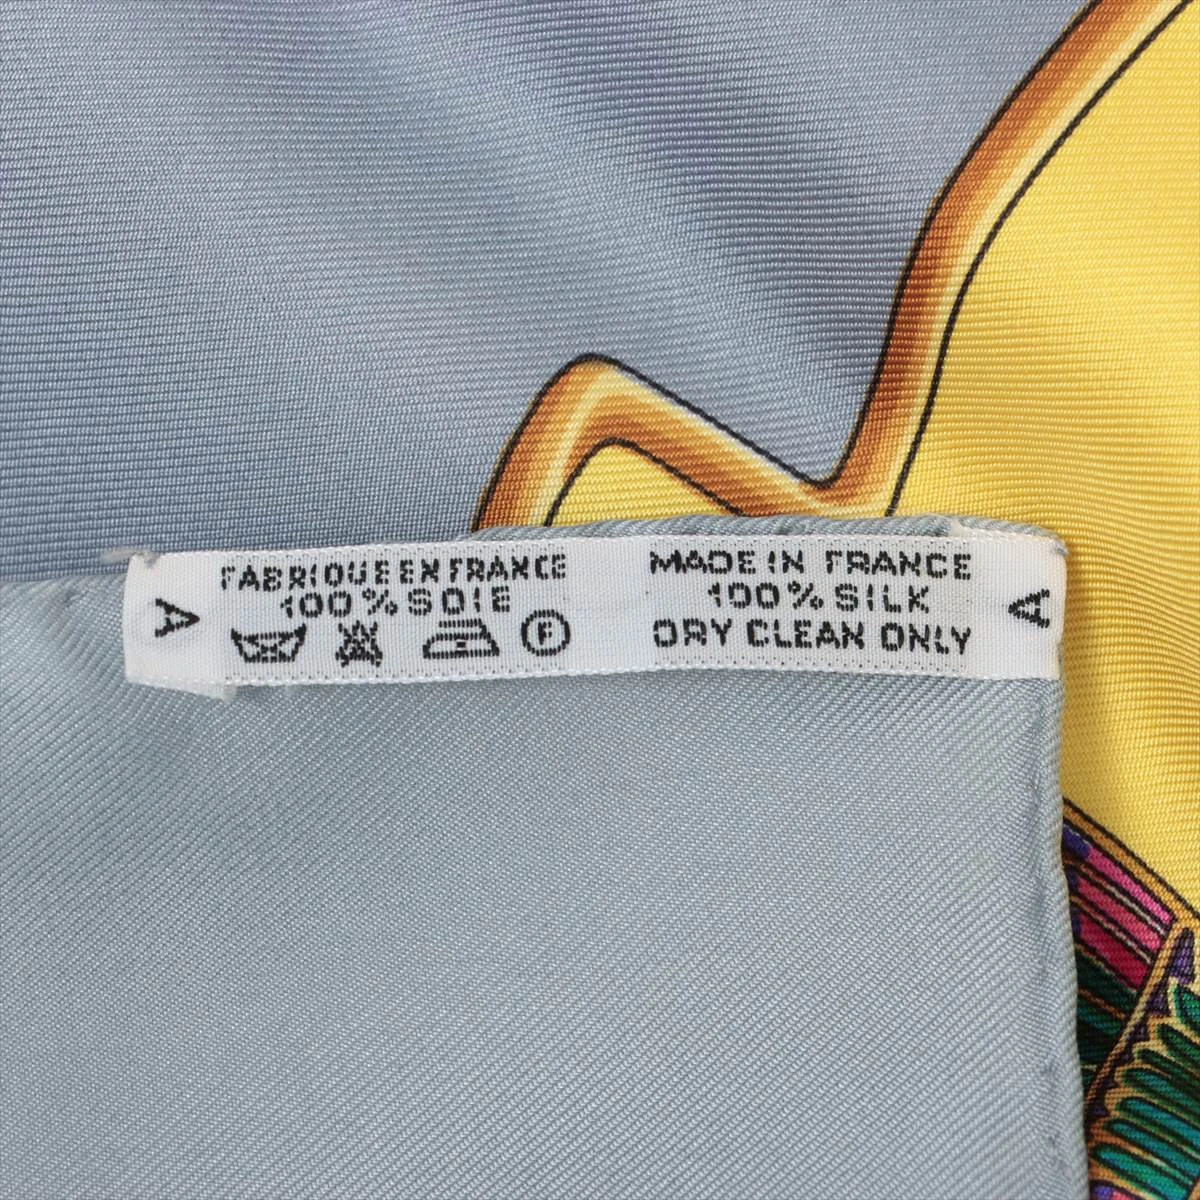 FABRIQUE EN FRANCE
100% SOIE
F
MADE IN FRANCE
100% SILK
DRY CLEAN ONLY
A
A